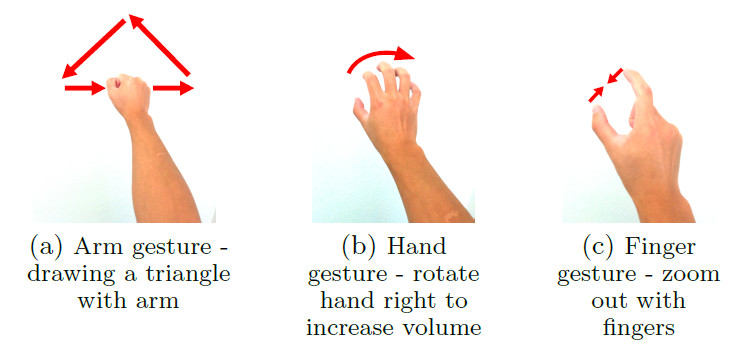 (a) Arm gesture -
drawing a triangle
with arm
(b) Hand
gesture - rotate
hand right to
increase volume
(c) Finger
gesture - zoom
out with
fingers